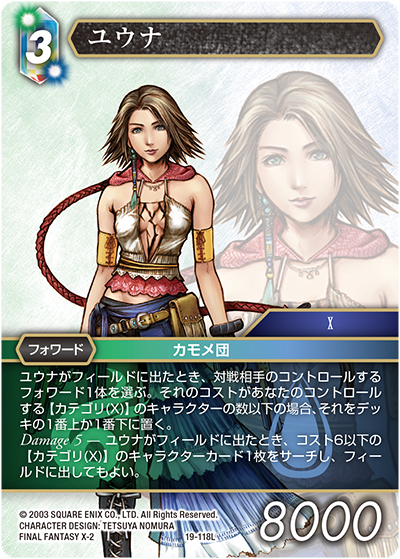 3
ユウナ
X
フォワード
カモメ団
ユウナがフィールドに出たとき、対戦相手のコントロールする
フォワード1体を選ぶ。それのコストがあなたのコントロール
する【カテゴリ(X)】のキャラクターの数以下の場合、それをデッ
キの1番上か1番下に置く。
Damage 5 — ユウナがフィールドに出たとき、コスト6以下の
【カテゴリ(X)】のキャラクターカード1枚をサーチし、フィー
ルドに出してもよい。
© 2003 SQUARE ENIX CO., LTD. All Rights Reserved.
CHARACTER DESIGN: TETSUYA NOMURA
FINAL FANTASY X-2
19-118L
8000